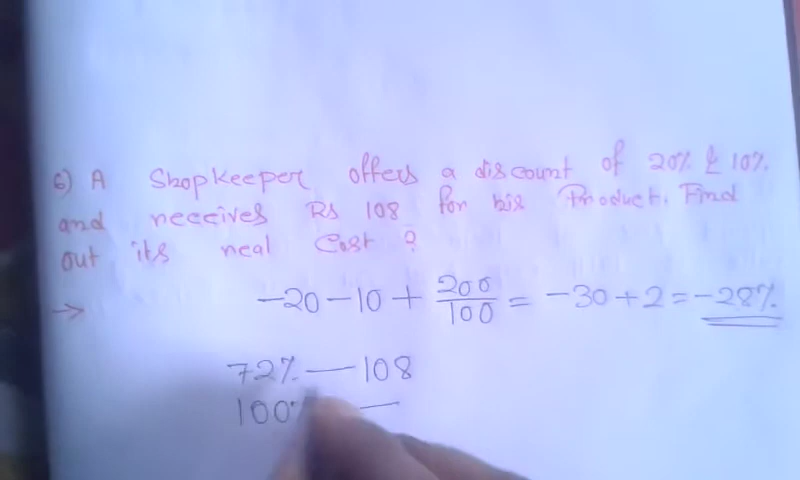 6) A Shopkeeper offers a discount of 20% & 10%
and receives Rs 108 for his Product. Find
out its real Cost ?
→ -20-10+200/100 = -30+2 = -28%
72% — 108
100% —